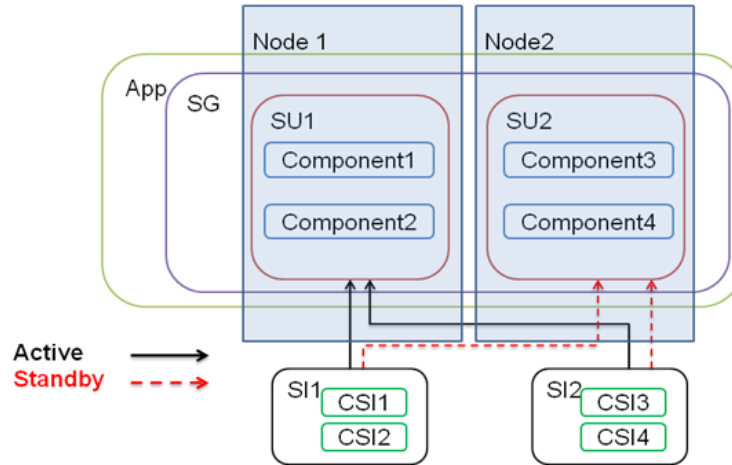 Node 1
Node2
App
SG
SU1
SU2
Component1
Component3
Component2
Component4
Active
Standby
SI1
CSI1
CSI2
SI2
CSI3
CSI4